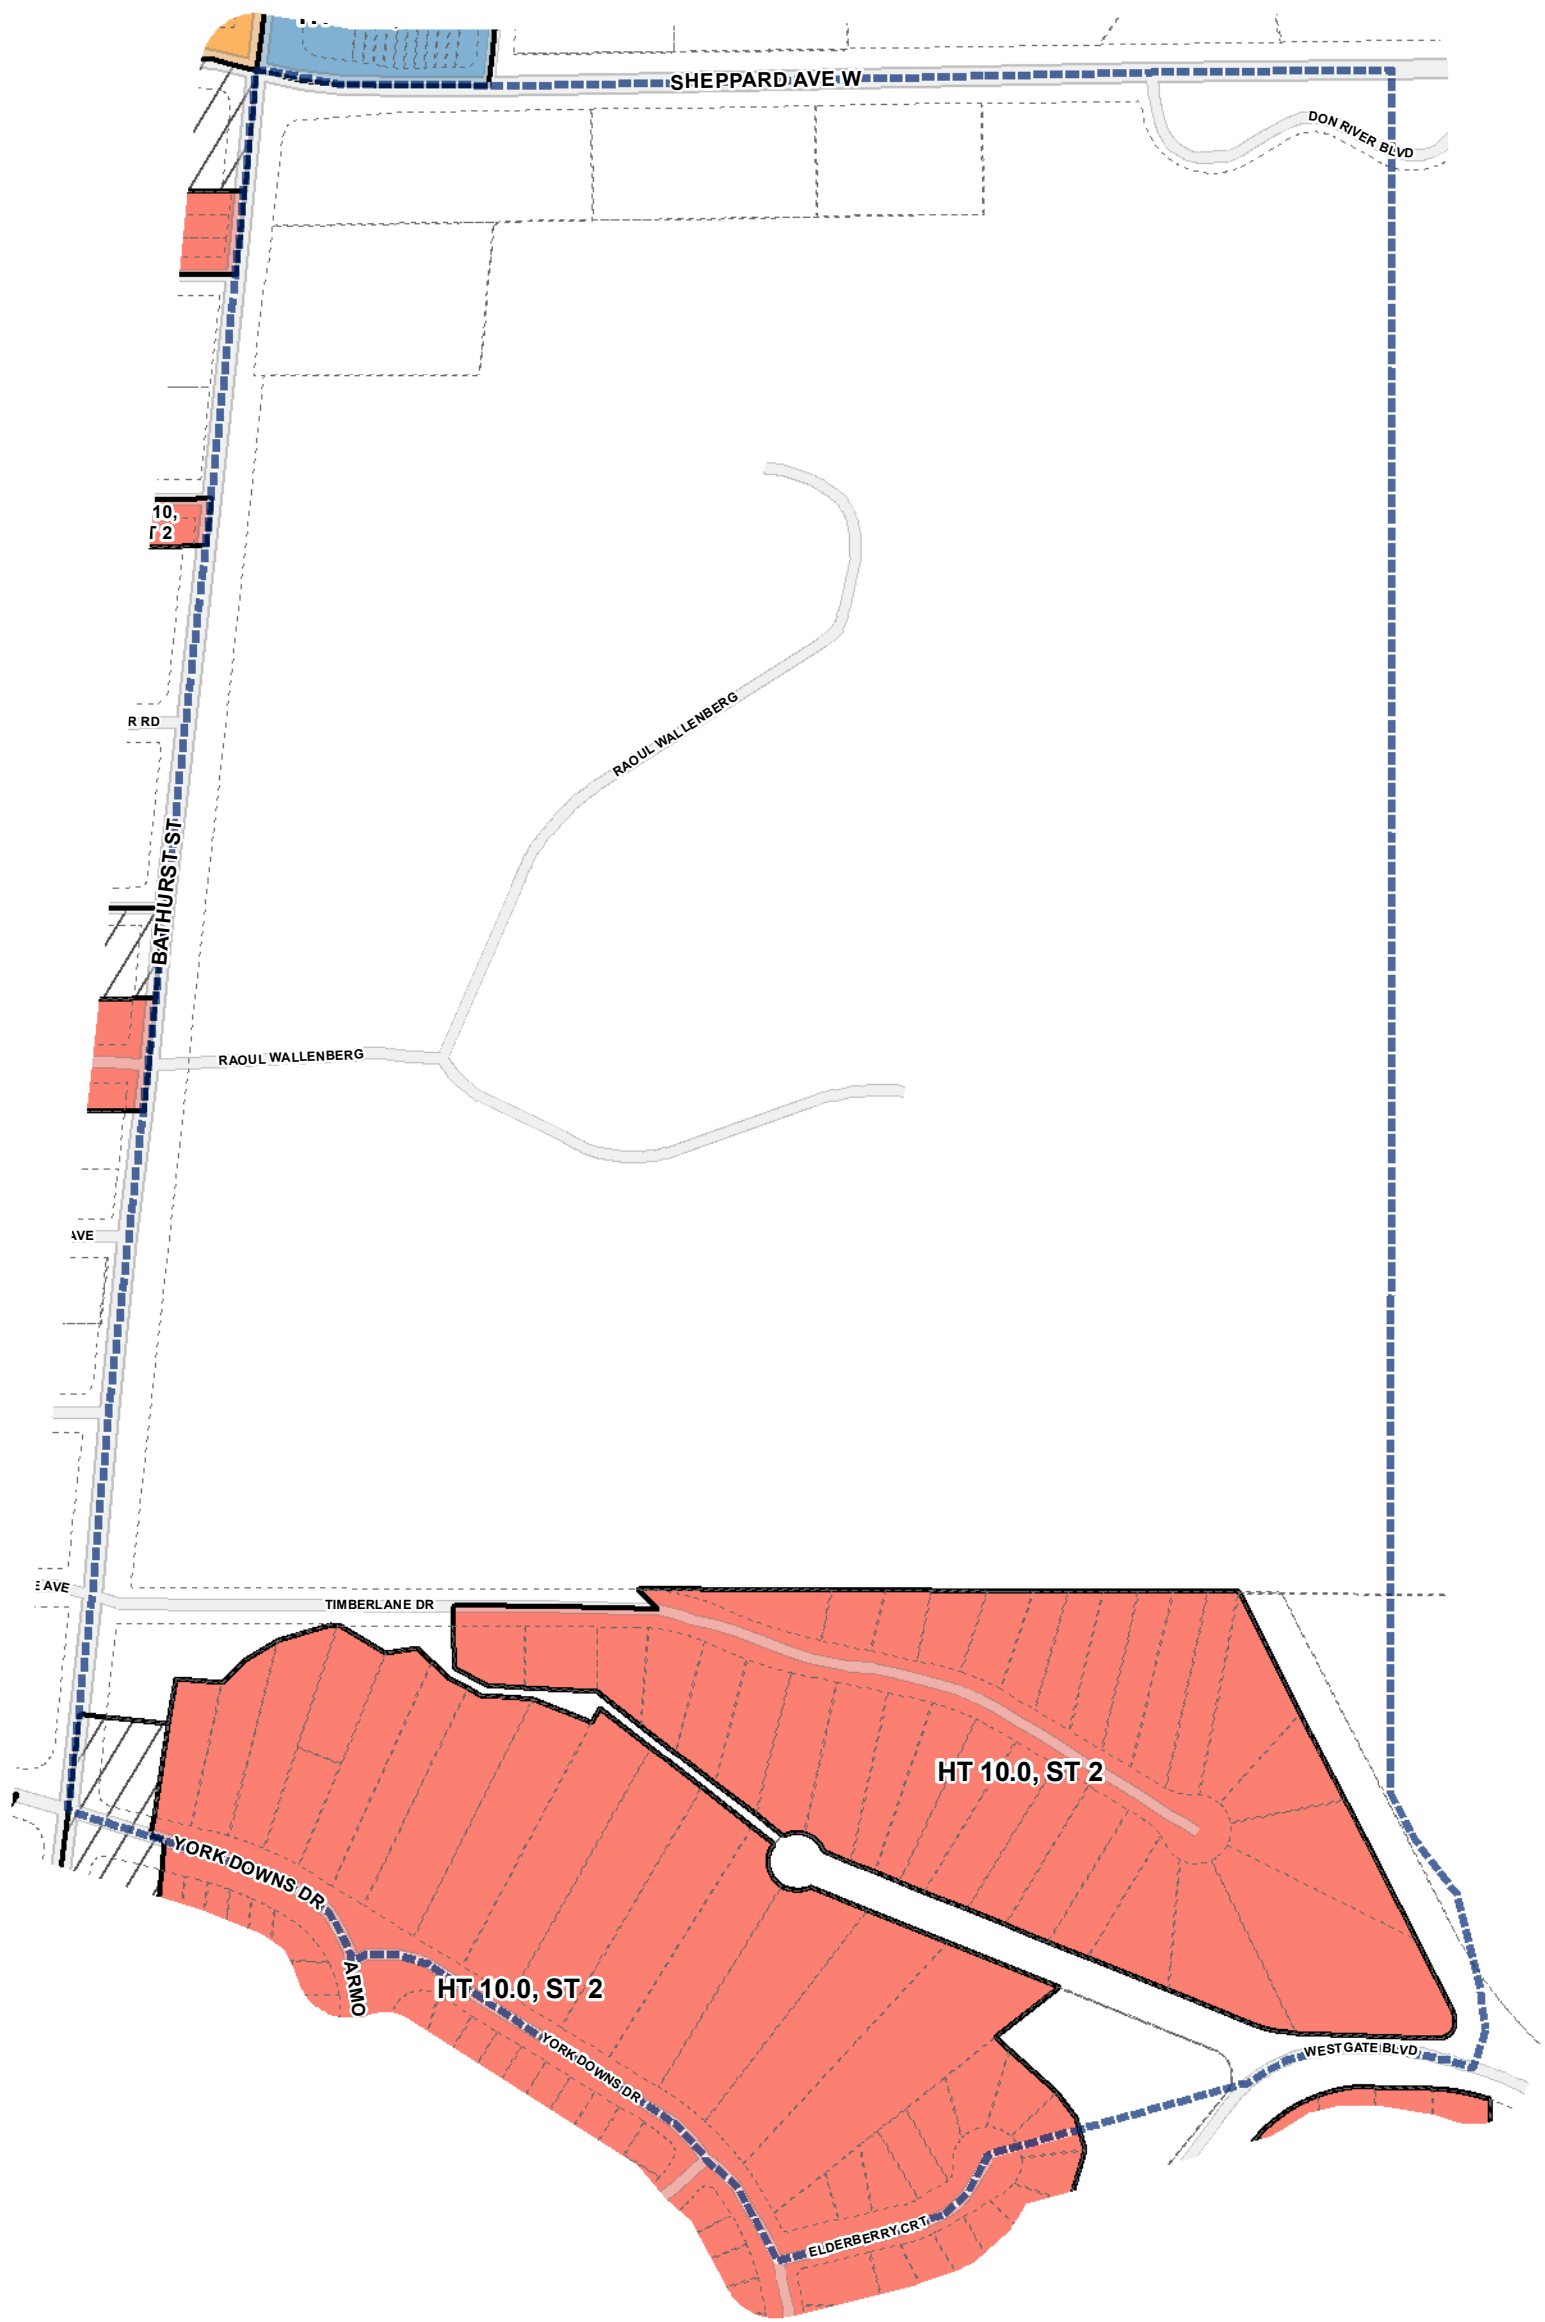 SHEPPARD AVE W
DON RIVER BLVD
10,
T 2
RAOUL WALLENBERG
R RD
BATHURST ST
RAOUL WALLENBERG
AVE
E AVE
TIMBERLANE DR
HT 10.0, ST 2
YORK DOWNS DR
ARMO
HT 10.0, ST 2
YORK DOWNS DR
WESTGATE BLVD
ELDERBERRY CRT